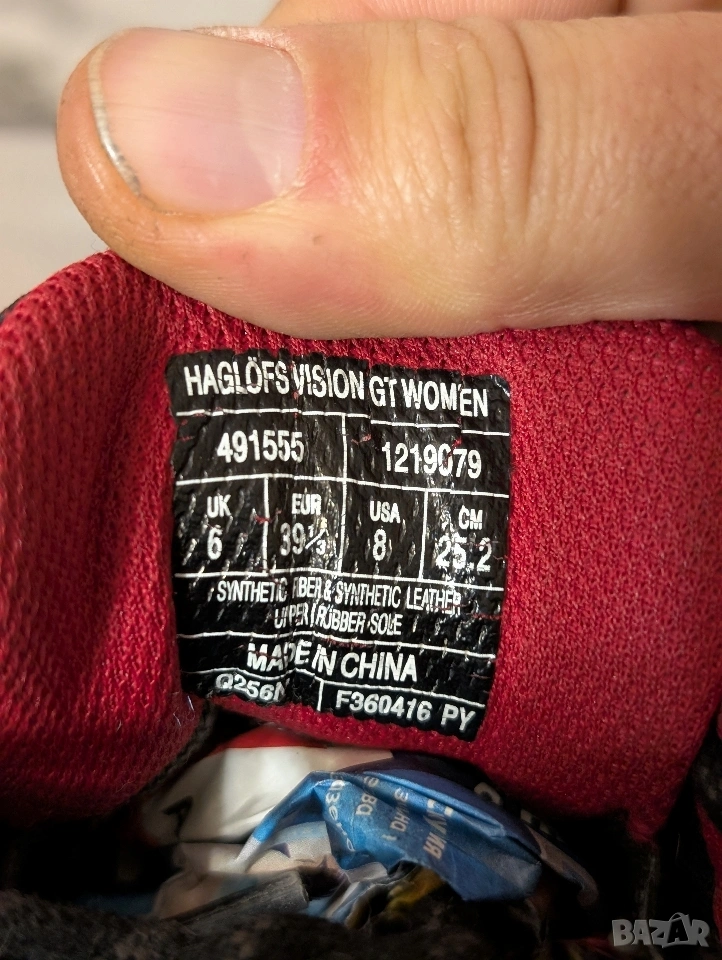 HAGLÖFS VISION GT WOMEN
491555 1219079
UK EUR USA CM
6 39⅓ 8 25.2
SYNTHETIC FIBER & SYNTHETIC LEATHER
UPPER / RUBBER SOLE
MADE IN CHINA
F360416 PY
BAZAR